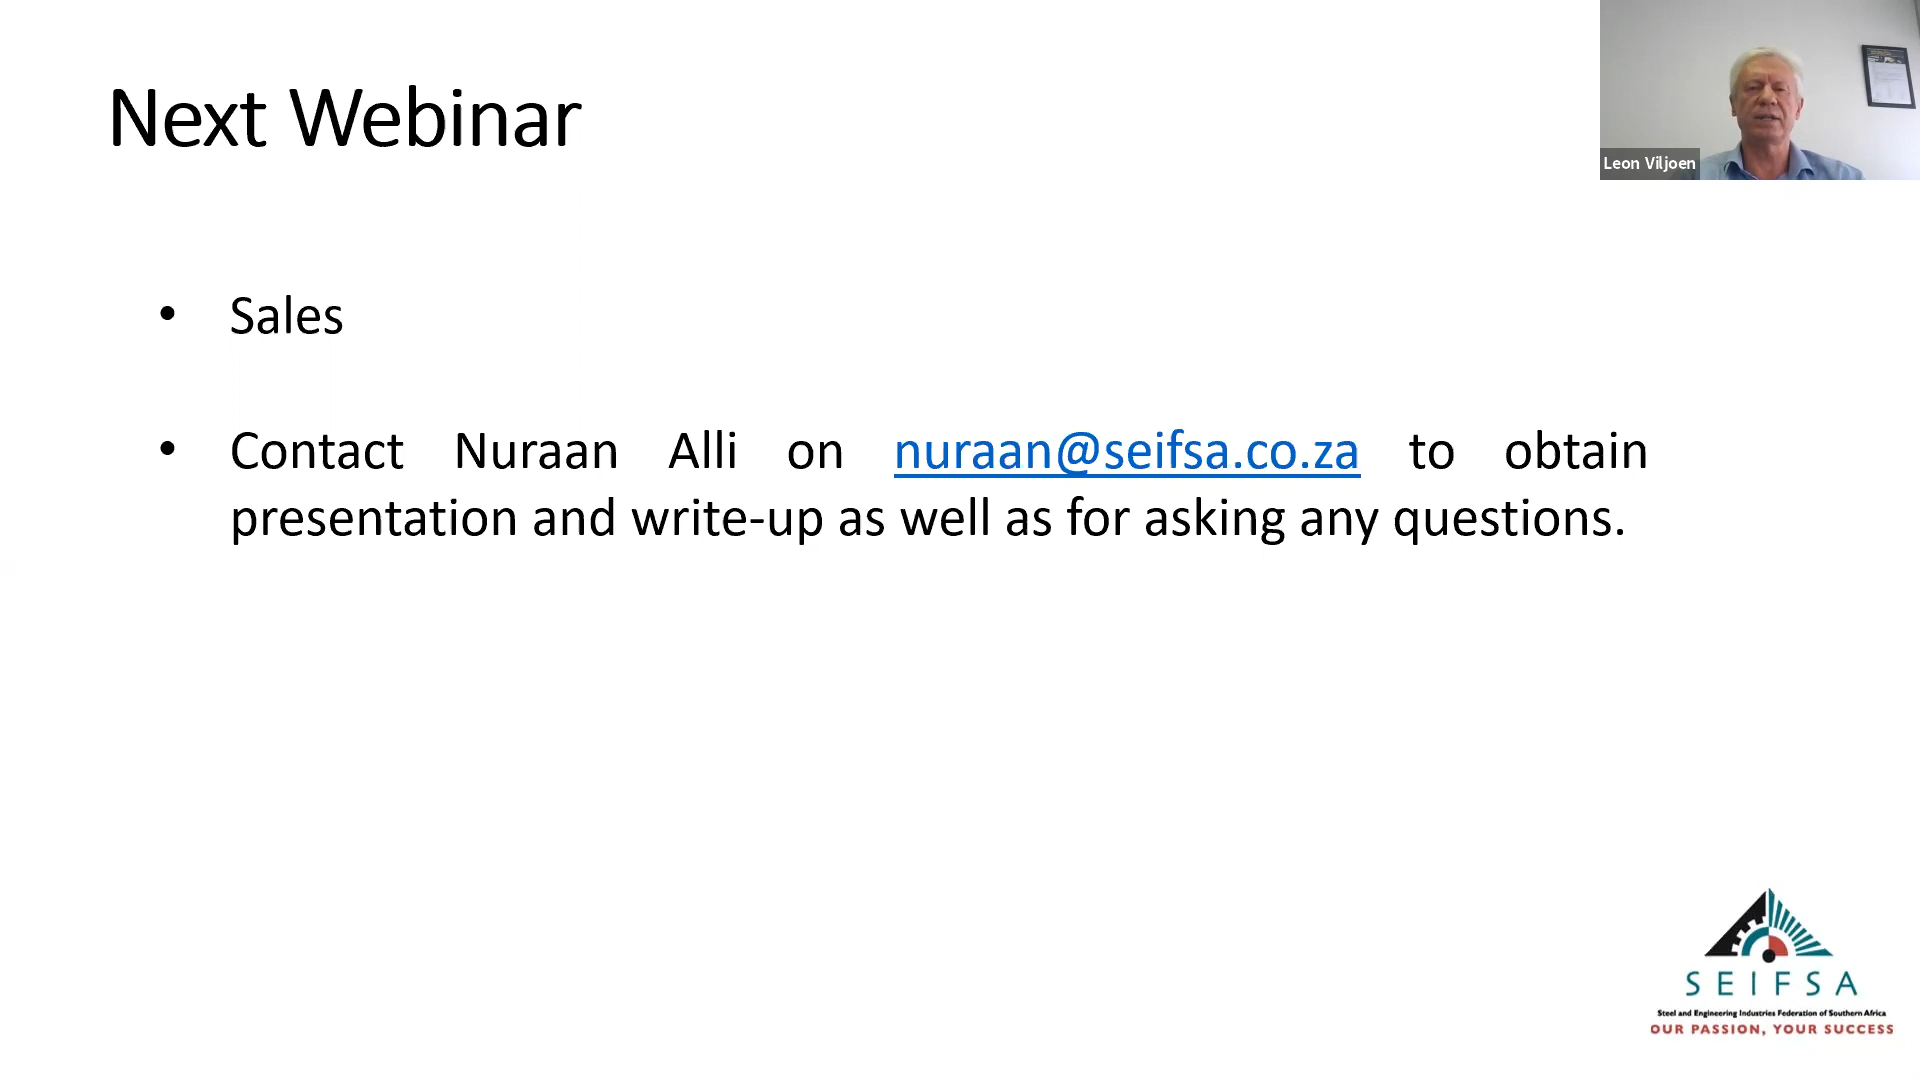 Next Webinar
Leon Viljoen
• Sales
• Contact Nuraan Alli on nuraan@seifsa.co.za to obtain
presentation and write-up as well as for asking any questions.
SEIFSA
Steel and Engineering Industries Federation of Southern Africa
OUR PASSION, YOUR SUCCESS